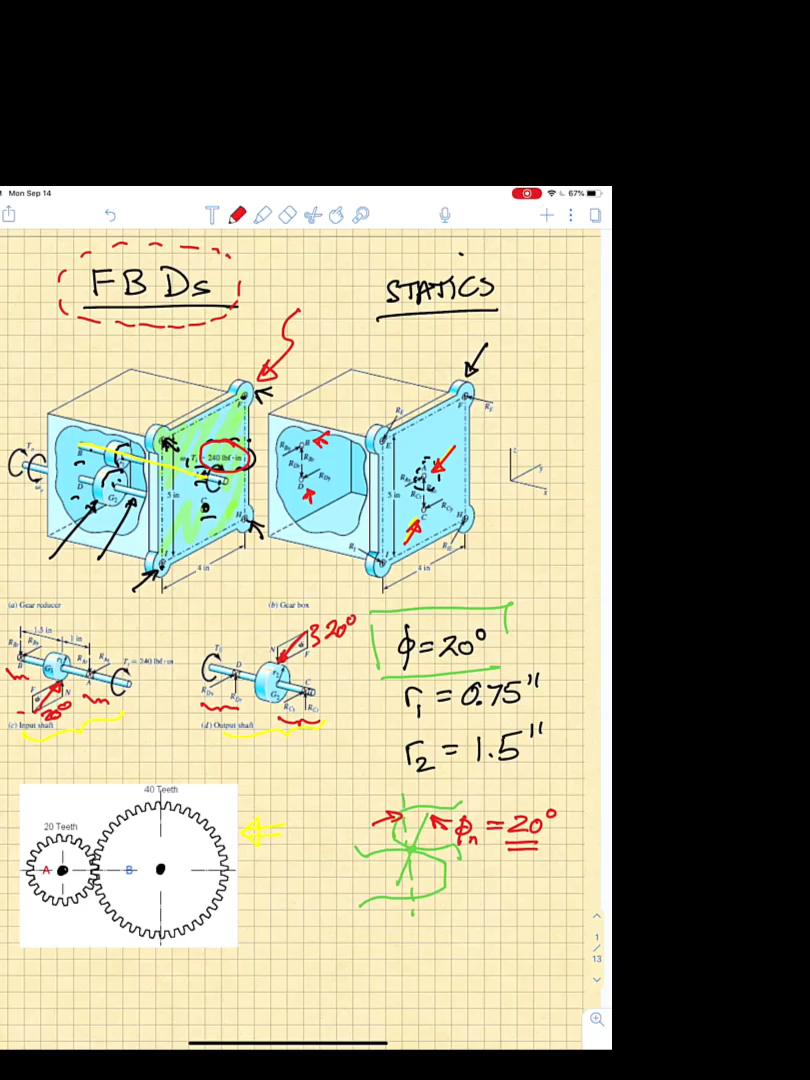 Mon Sep 14
67%
FBDs
STATICS
240 lbf·in
5 in
4 in
5 in
4 in
(a) Gear reducer
(b) Gear box
1.5 in
1 in
T₁ = 240 lbf·in
20°
(c) Input shaft
20°
(d) Output shaft
ϕ = 20°
r₁ = 0.75"
r₂ = 1.5"
40 Teeth
20 Teeth
A
B
ϕn = 20°
1
/
13